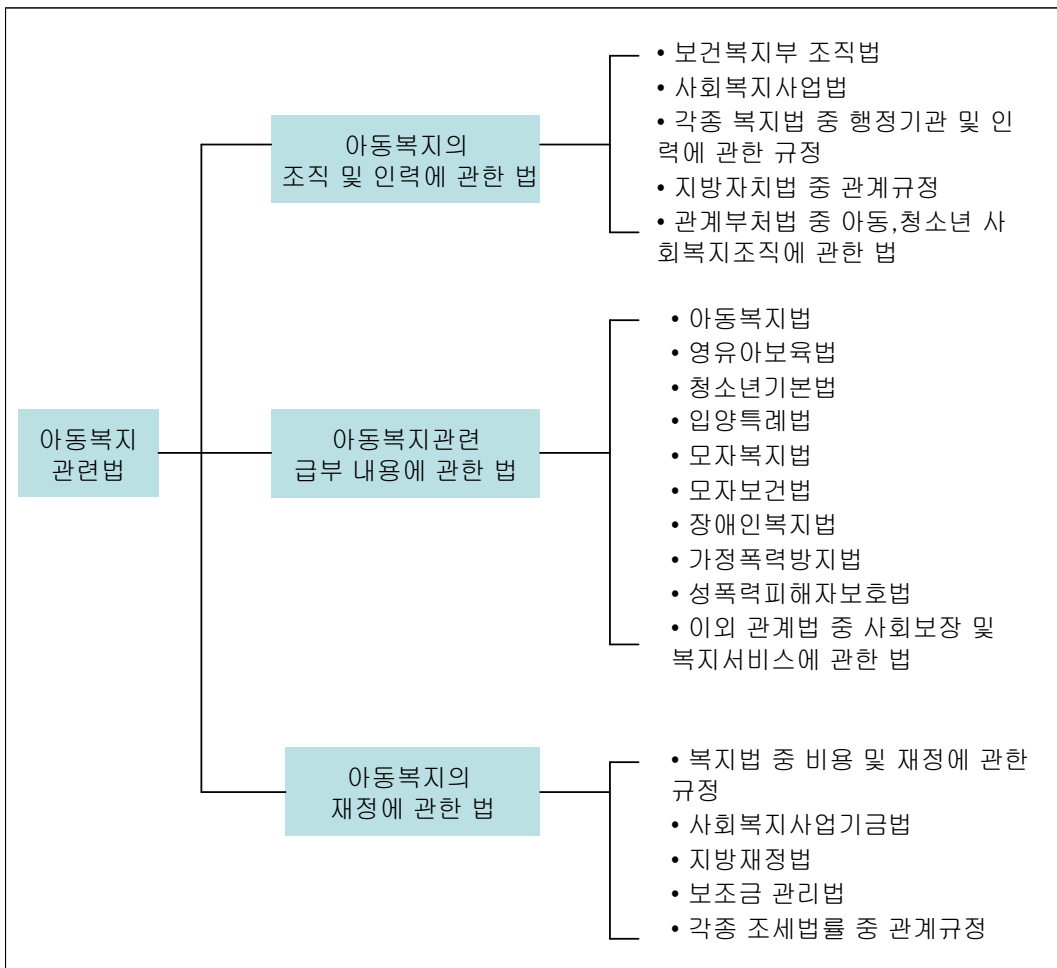 아동복지
관련법
아동복지의
조직 및 인력에 관한 법
• 보건복지부 조직법
• 사회복지사업법
• 각종 복지법 중 행정기관 및 인
력에 관한 규정
• 지방자치법 중 관계규정
• 관계부처법 중 아동,청소년 사
회복지조직에 관한 법
아동복지관련
급부 내용에 관한 법
• 아동복지법
• 영유아보육법
• 청소년기본법
• 입양특례법
• 모자복지법
• 모자보건법
• 장애인복지법
• 가정폭력방지법
• 성폭력피해자보호법
• 이외 관계법 중 사회보장 및
복지서비스에 관한 법
아동복지의
재정에 관한 법
• 복지법 중 비용 및 재정에 관한
규정
• 사회복지사업기금법
• 지방재정법
• 보조금 관리법
• 각종 조세법률 중 관계규정